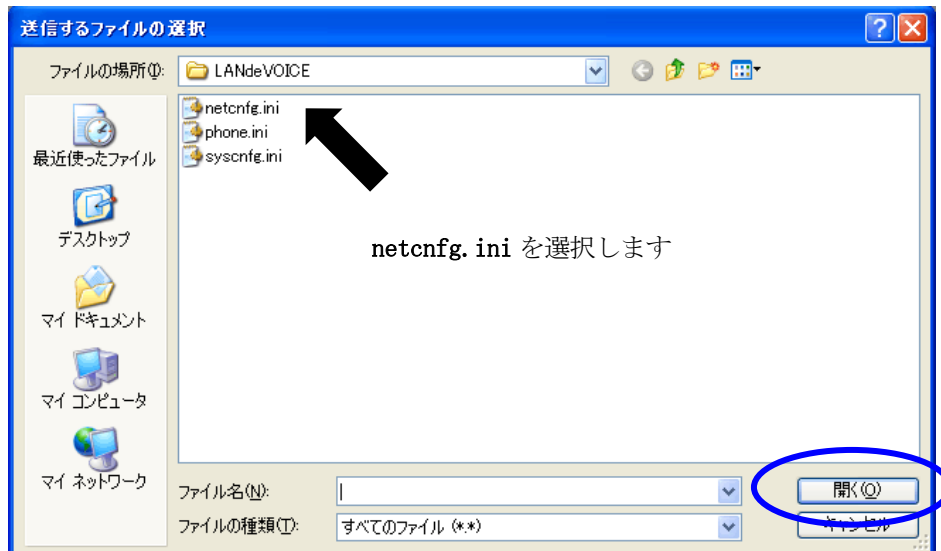 送信するファイルの選択
ファイルの場所(I):
LANdeVOICE
netcnfg.ini
phone.ini
syscnfg.ini
最近使ったファイル
デスクトップ
netcnfg.ini を選択します
マイ ドキュメント
マイ コンピュータ
マイ ネットワーク
ファイル名(N):
開く(O)
ファイルの種類(T):
すべてのファイル (*.*)
キャンセル